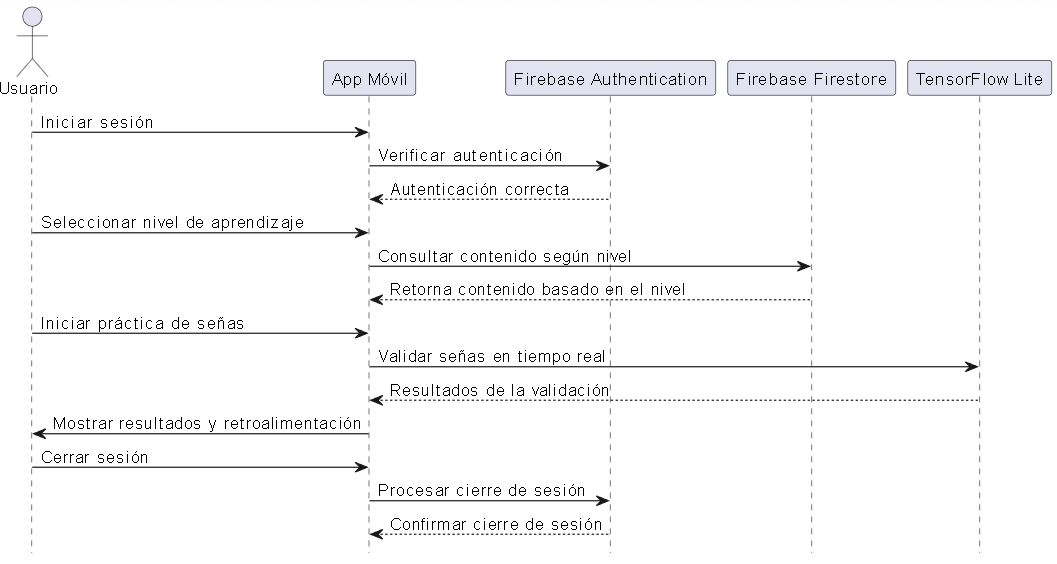 Usuario
App Móvil
Firebase Authentication
Firebase Firestore
TensorFlow Lite
Iniciar sesión
Verificar autenticación
Autenticación correcta
Seleccionar nivel de aprendizaje
Consultar contenido según nivel
Retorna contenido basado en el nivel
Iniciar práctica de señas
Validar señas en tiempo real
Resultados de la validación
Mostrar resultados y retroalimentación
Cerrar sesión
Procesar cierre de sesión
Confirmar cierre de sesión